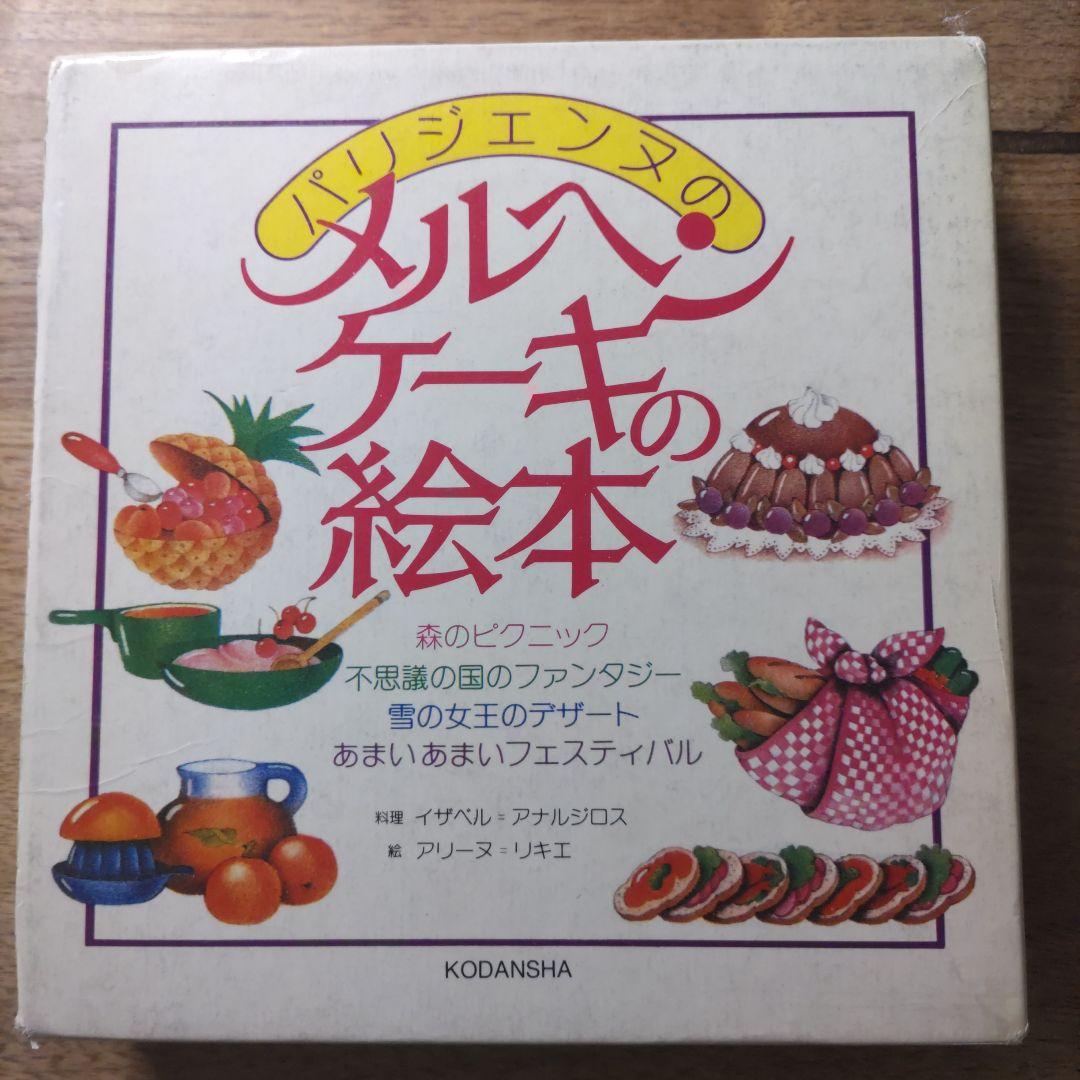 パリジエンヌの
メルヘン・
ケーキの
絵本
森のピクニック
不思議の国のファンタジー
雪の女王のデザート
あまいあまいフェスティバル
料理 イザベル=アナルジロス
絵 アリーヌ=リキエ
KODANSHA